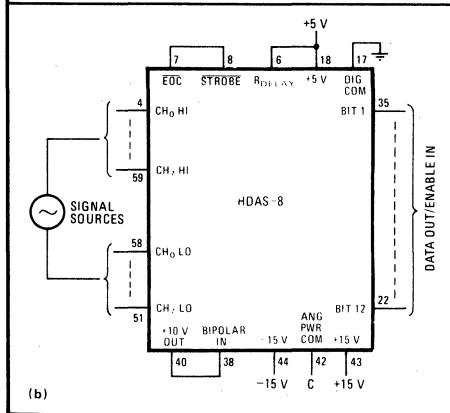 +5 V
7 8 6 18 17
EOC STROBE RDELAY +5V DIG COM
4 CH0 HI BIT 1 35
59 CH7 HI
SIGNAL SOURCES
HDAS-8
DATA OUT/ENABLE IN
58 CH0 LO
51 CH7 LO BIT 12 22
+10 V OUT BIPOLAR IN -15 V ANG PWR COM +15 V
40 38 44 42 43
-15 V C +15 V
(b)